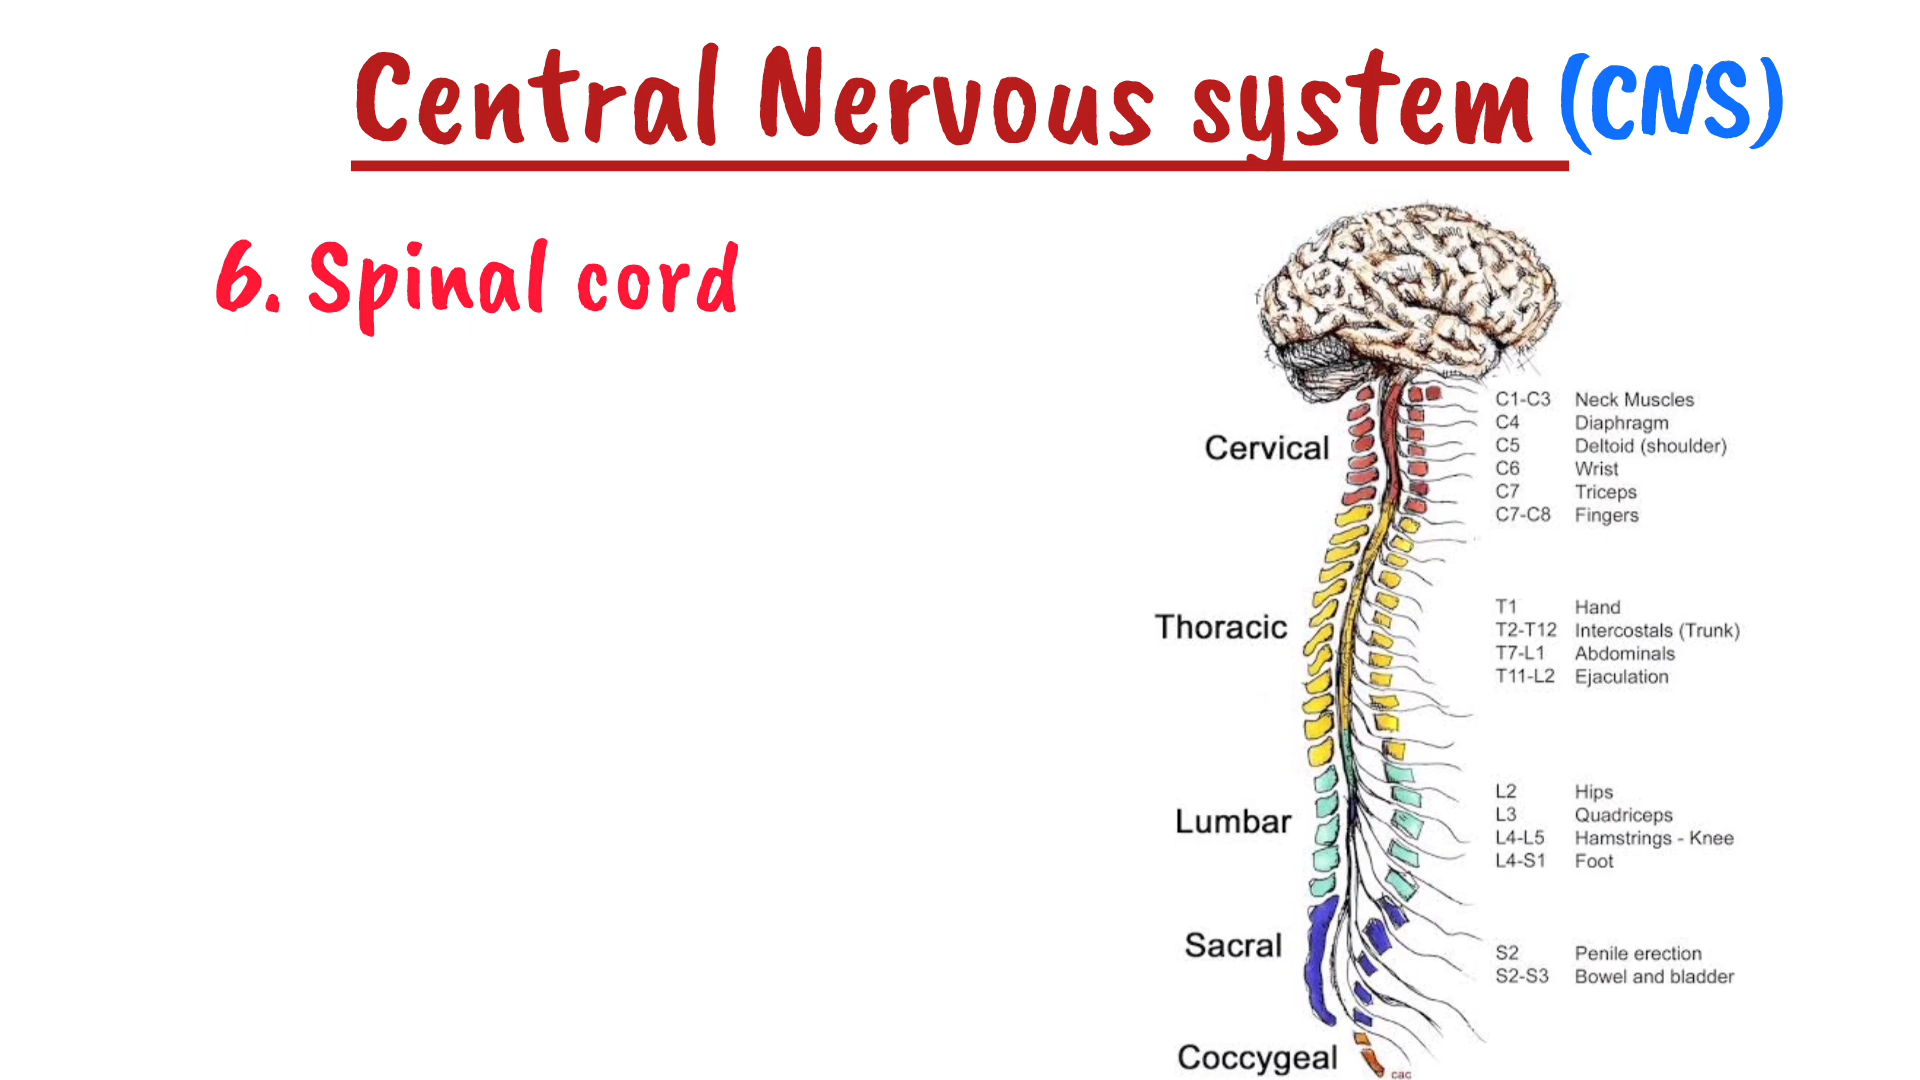 Central Nervous system (CNS)
6. Spinal cord
Cervical
C1-C3 Neck Muscles
C4 Diaphragm
C5 Deltoid (shoulder)
C6 Wrist
C7 Triceps
C7-C8 Fingers
Thoracic
T1 Hand
T2-T12 Intercostals (Trunk)
T7-L1 Abdominals
T11-L2 Ejaculation
Lumbar
L2 Hips
L3 Quadriceps
L4-L5 Hamstrings - Knee
L4-S1 Foot
Sacral
S2 Penile erection
S2-S3 Bowel and bladder
Coccygeal
cac